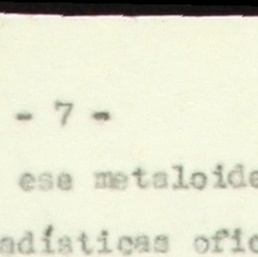 - 7 -
ese metaloide
adísticas ofic